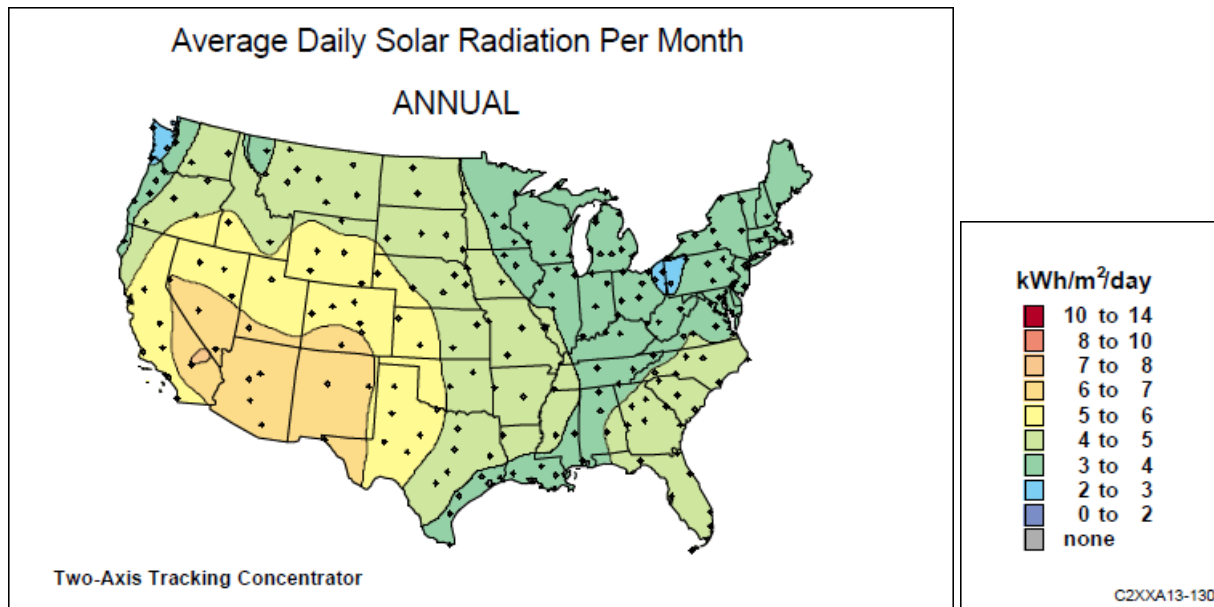 Average Daily Solar Radiation Per Month
ANNUAL
Two-Axis Tracking Concentrator
kWh/m²/day
10 to 14
8 to 10
7 to 8
6 to 7
5 to 6
4 to 5
3 to 4
2 to 3
0 to 2
none
C2XXA13-130